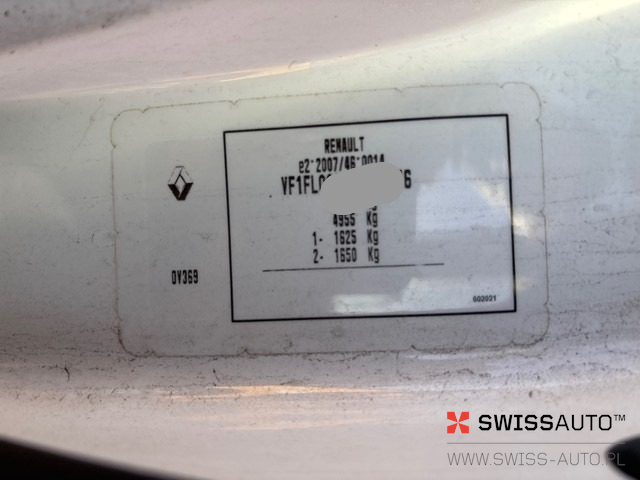 RENAULT
e2*2007/46*0014
VF1FL
4955 Kg
1- 1625 Kg
2- 1650 Kg
0V369
602021
SWISSAUTO™
WWW.SWISS-AUTO.PL